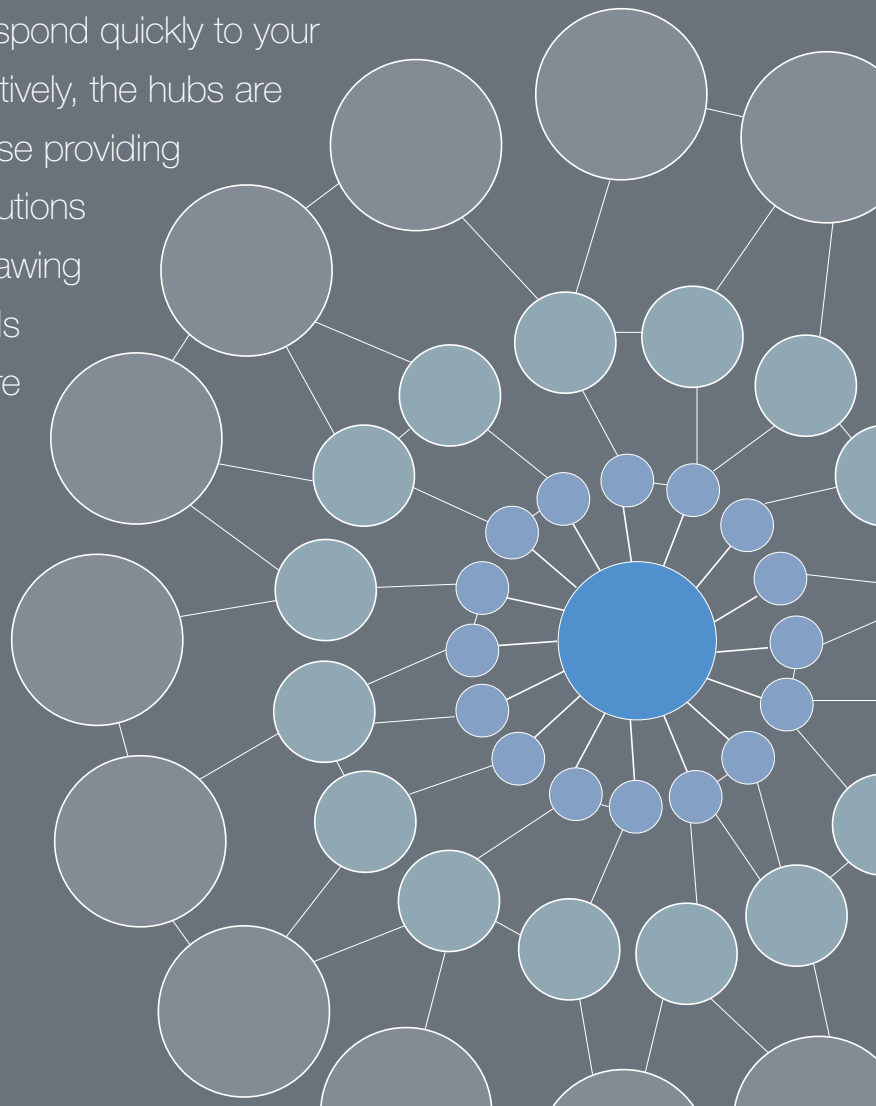 spond quickly to your
tively, the hubs are
se providing
utions
awing
ls
re